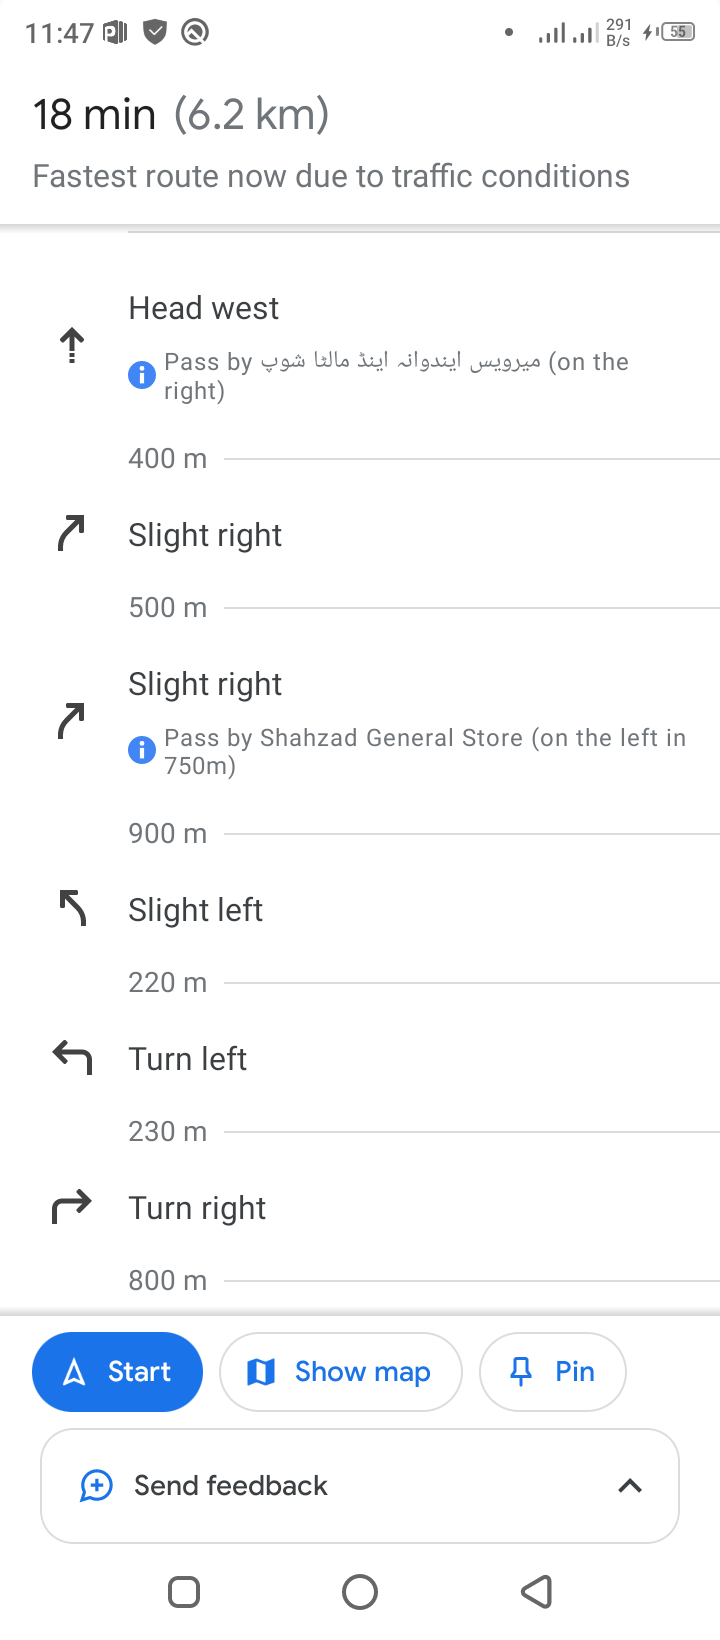 11:47
291
B/s
55
18 min (6.2 km)
Fastest route now due to traffic conditions
Head west
Pass by میرویس ایندوانہ اینڈ مالٹا شوپ (on the
right)
400 m
Slight right
500 m
Slight right
Pass by Shahzad General Store (on the left in
750m)
900 m
Slight left
220 m
Turn left
230 m
Turn right
800 m
Start
Show map
Pin
Send feedback